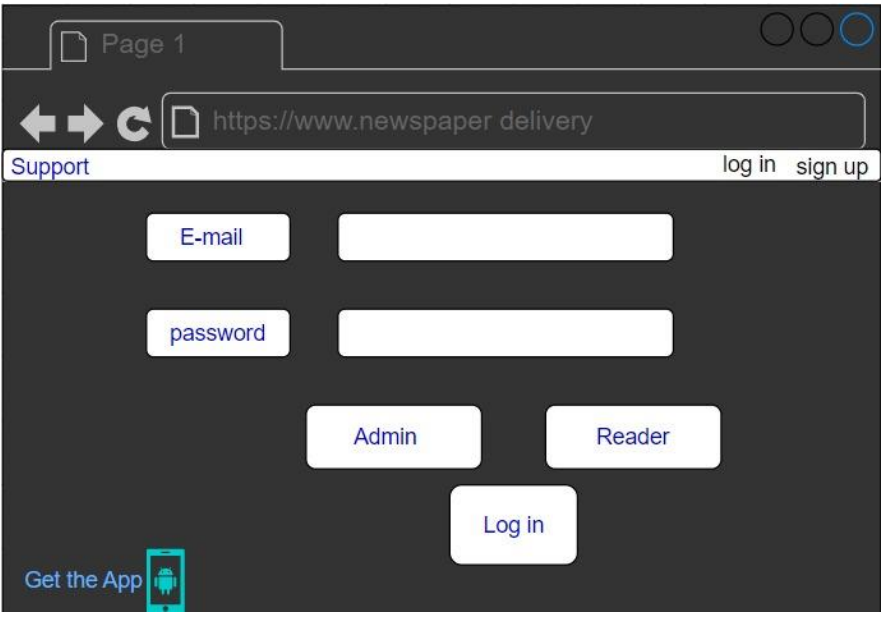 Page 1
https://www.newspaper delivery
Support log in sign up
E-mail
password
Admin Reader
Log in
Get the App